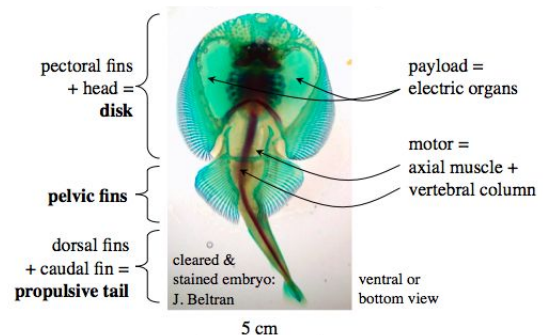 pectoral fins
+ head =
disk
pelvic fins
dorsal fins
+ caudal fin =
propulsive tail
payload =
electric organs
motor =
axial muscle +
vertebral column
cleared &
stained embryo:
J. Beltran
ventral or
bottom view
5 cm